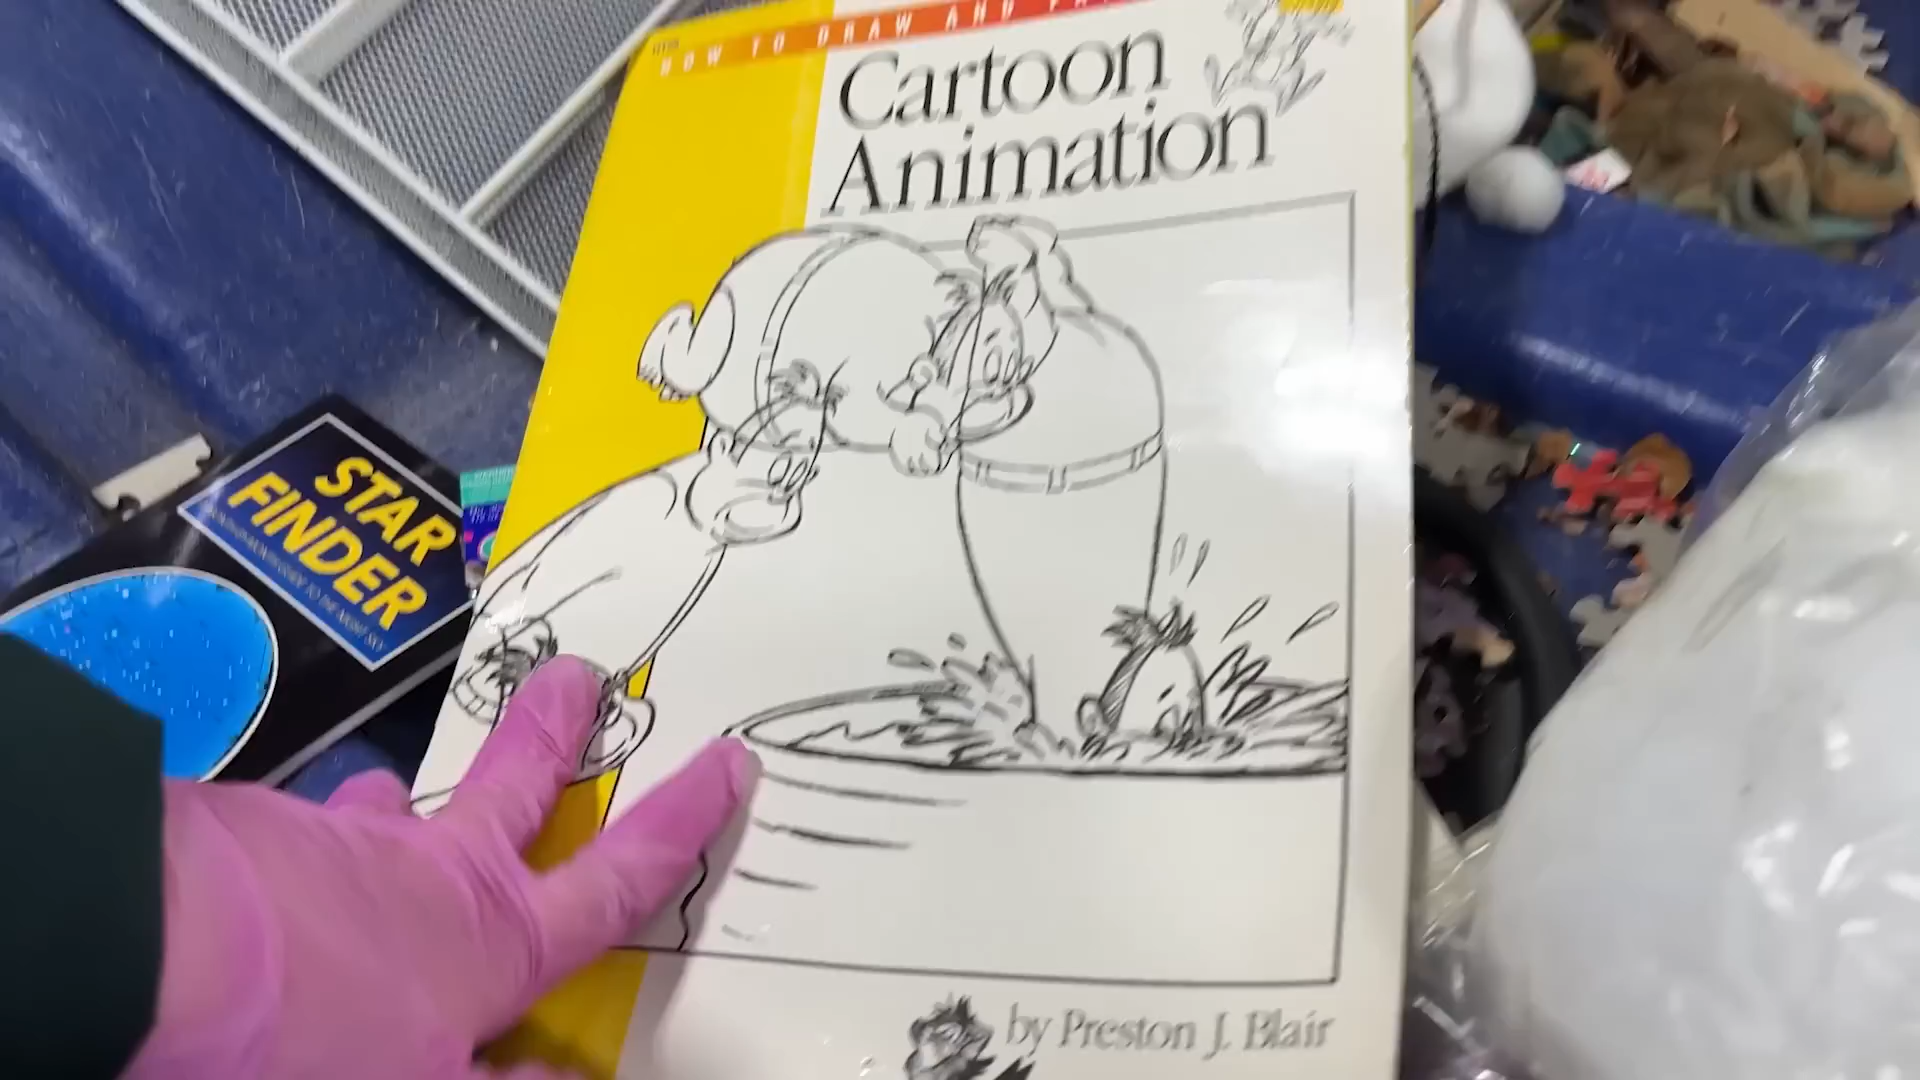 HOW TO DRAW AND
Cartoon
Animation
STAR
FINDER
by Preston J. Blair